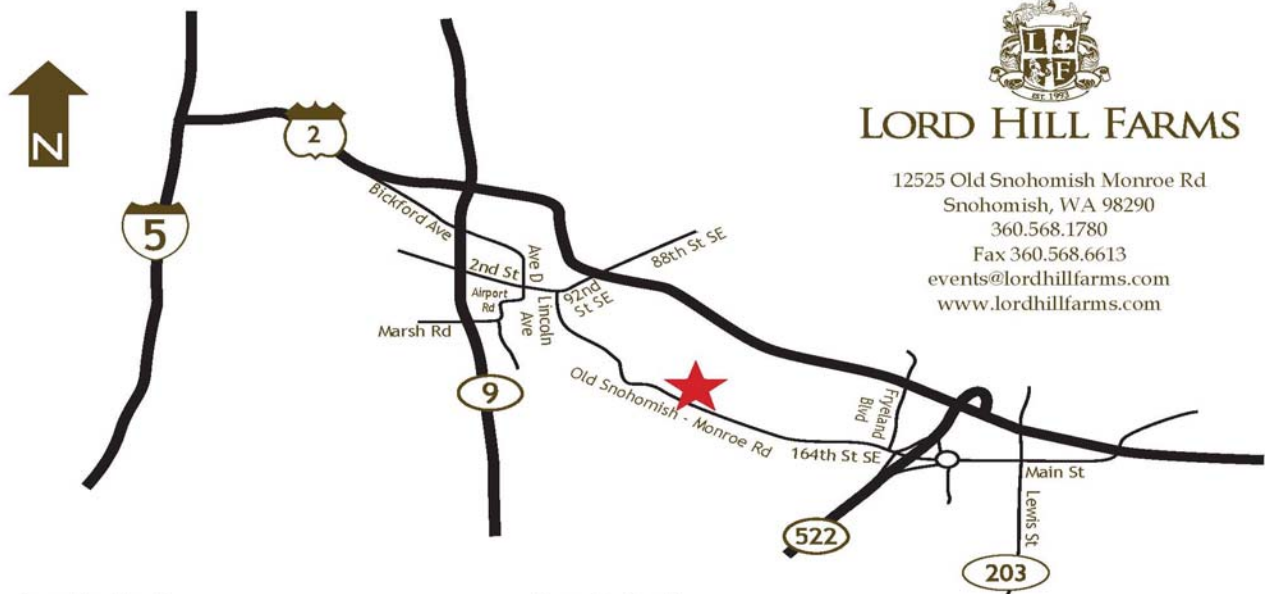 L
F
est. 1993
LORD HILL FARMS
12525 Old Snohomish Monroe Rd
Snohomish, WA 98290
360.568.1780
Fax 360.568.6613
events@lordhillfarms.com
www.lordhillfarms.com
N
2
5
Bickford Ave
Ave D
2nd St
88th St SE
92nd
St SE
Airport
Rd
Lincoln
Ave
Marsh Rd
9
Old Snohomish - Monroe Rd
Fryeland
Blvd
164th St SE
Main St
Lewis St
522
203